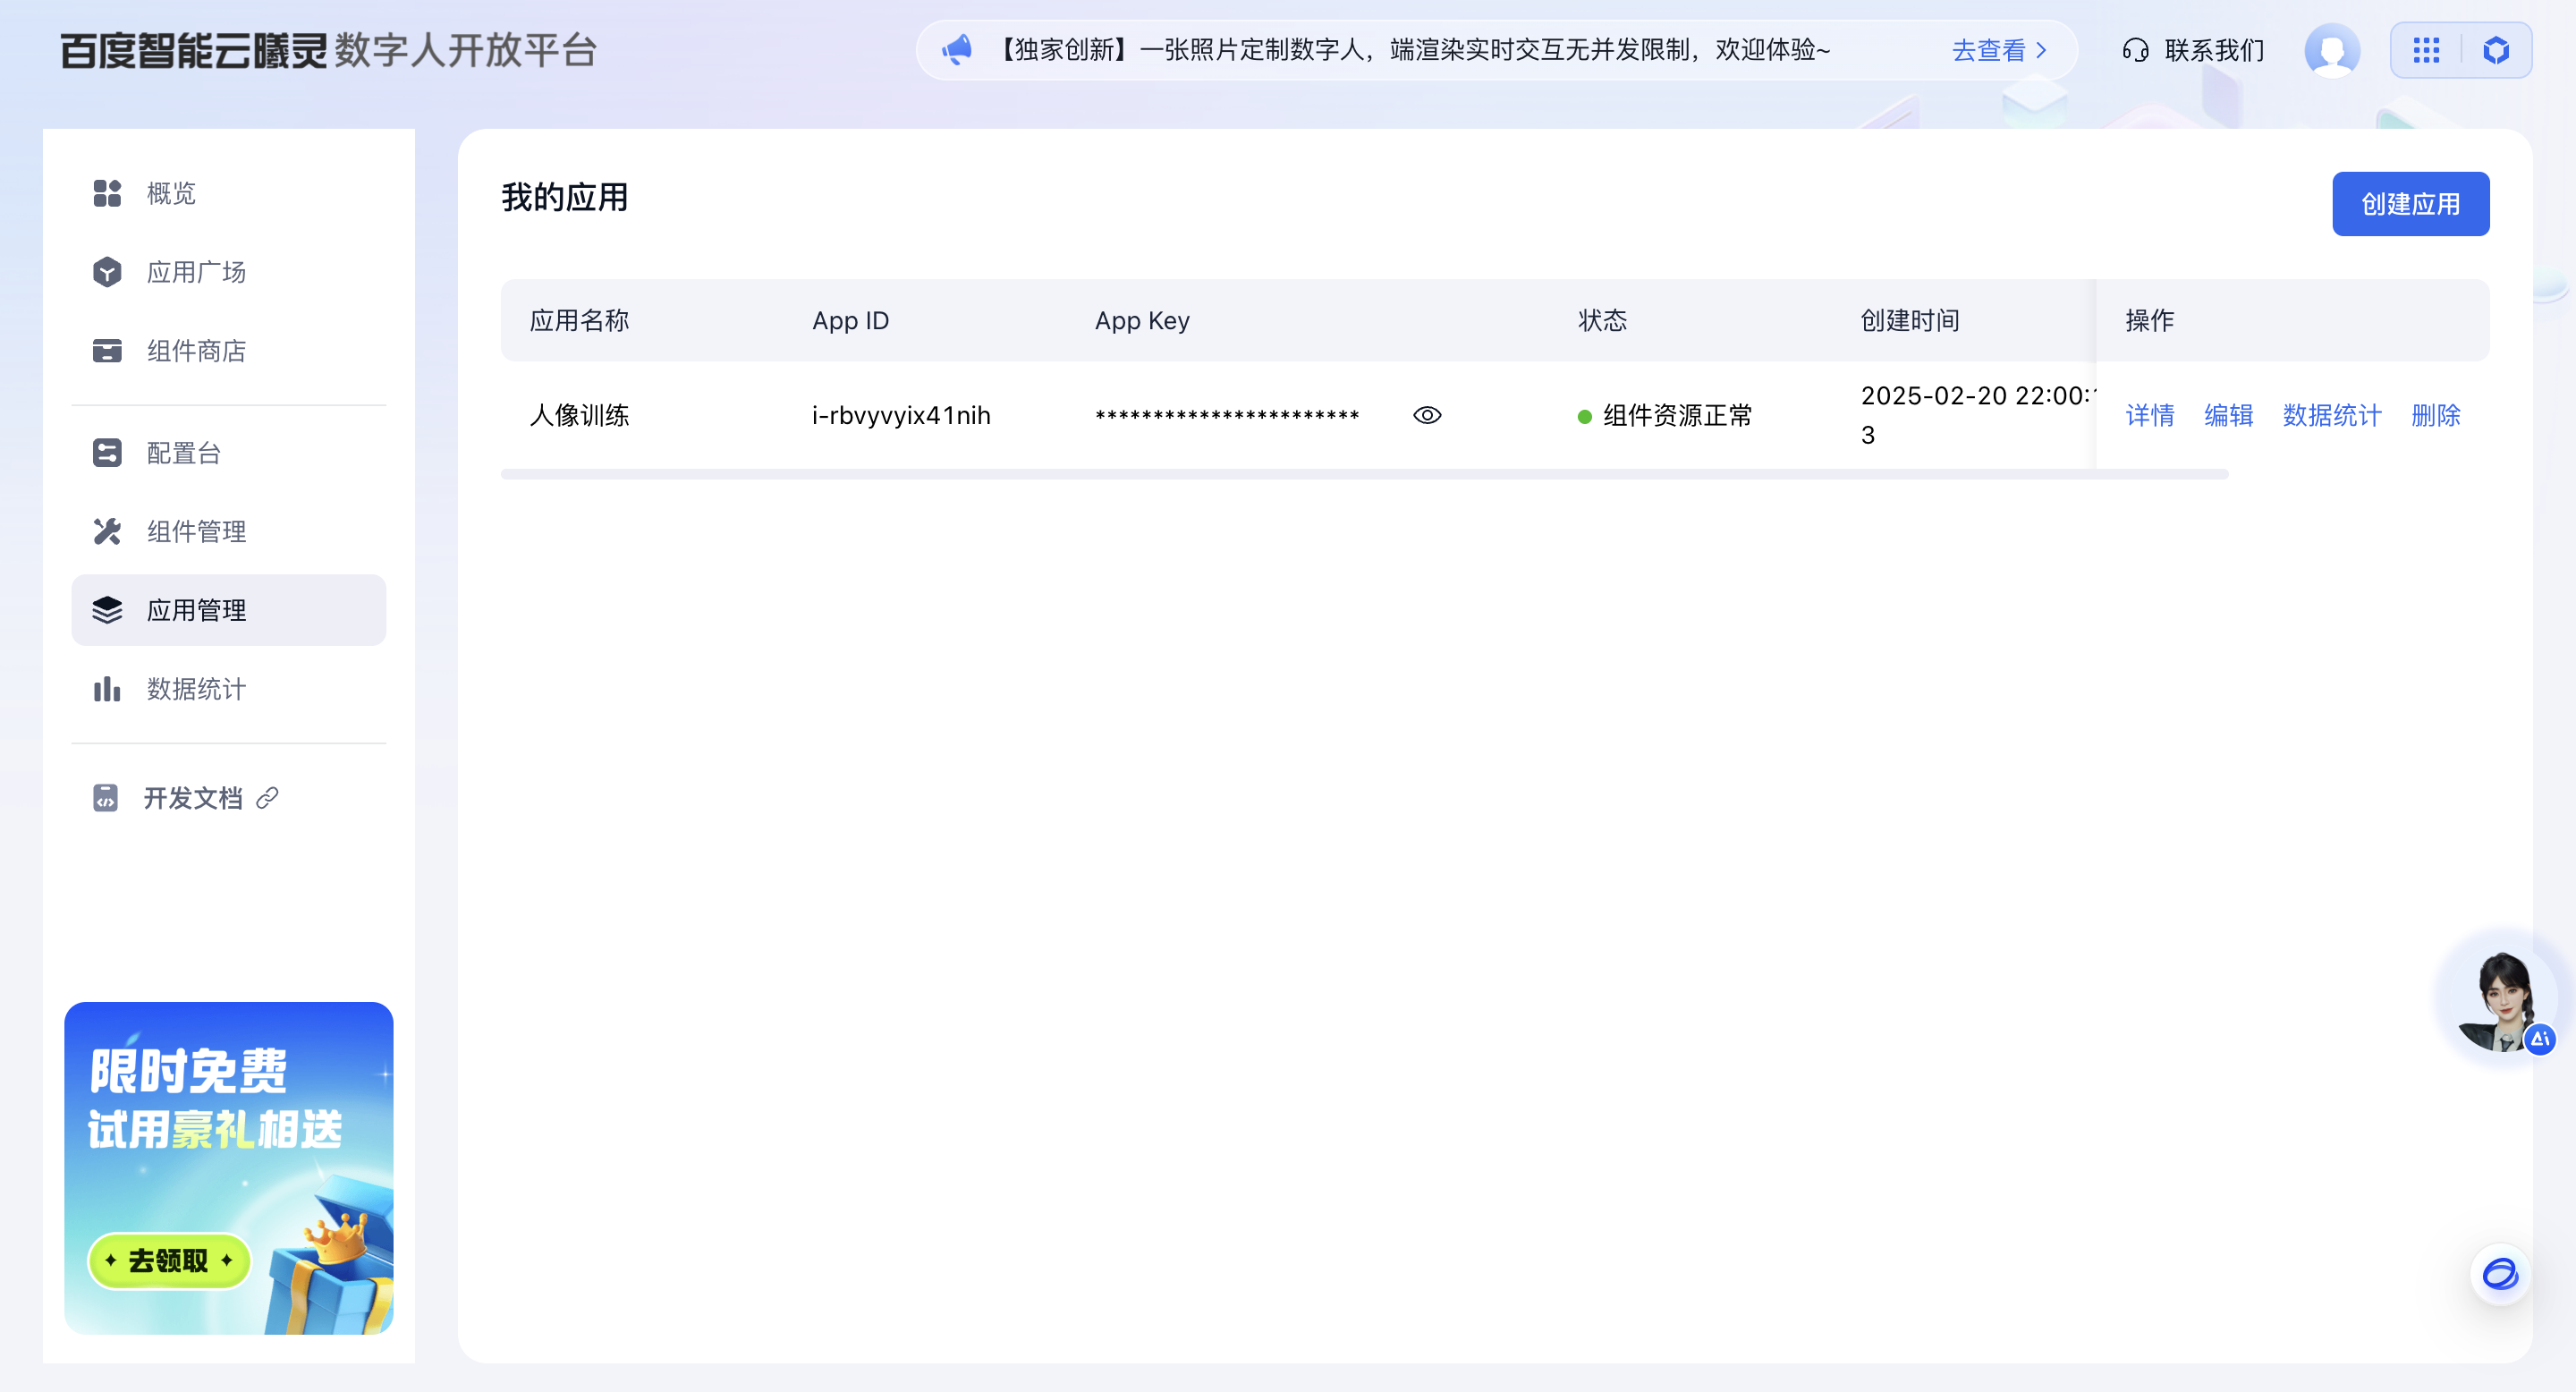 百度智能云曦灵 数字人开放平台
【独家创新】一张照片定制数字人，端渲染实时交互无并发限制，欢迎体验~ 去查看
联系我们
概览
应用广场
组件商店
配置台
组件管理
应用管理
数据统计
开发文档
限时免费
试用豪礼相送
去领取
我的应用
创建应用
应用名称 App ID App Key 状态 创建时间 操作
人像训练 i-rbvyvyix41nih *********************** 组件资源正常 2025-02-20 22:00:1
3
详情 编辑 数据统计 删除
Ai